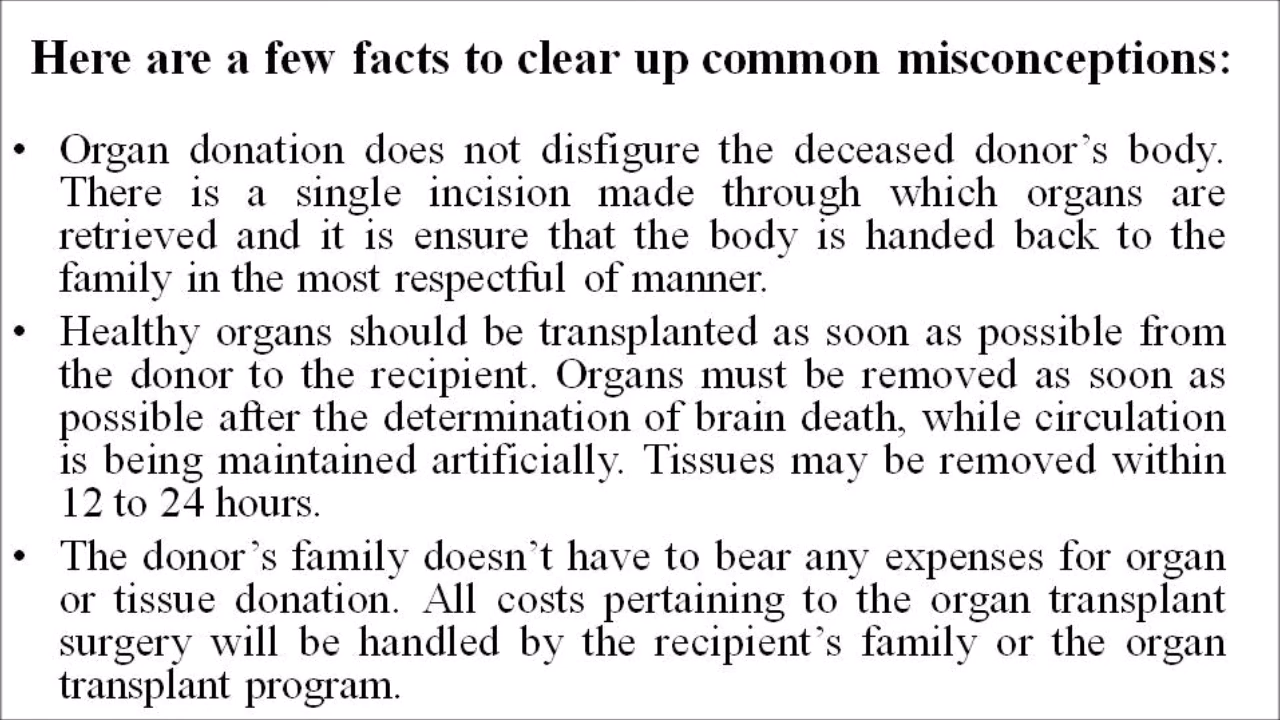 Here are a few facts to clear up common misconceptions:
• Organ donation does not disfigure the deceased donor’s body.
There is a single incision made through which organs are
retrieved and it is ensure that the body is handed back to the
family in the most respectful of manner.
• Healthy organs should be transplanted as soon as possible from
the donor to the recipient. Organs must be removed as soon as
possible after the determination of brain death, while circulation
is being maintained artificially. Tissues may be removed within
12 to 24 hours.
• The donor’s family doesn’t have to bear any expenses for organ
or tissue donation. All costs pertaining to the organ transplant
surgery will be handled by the recipient’s family or the organ
transplant program.